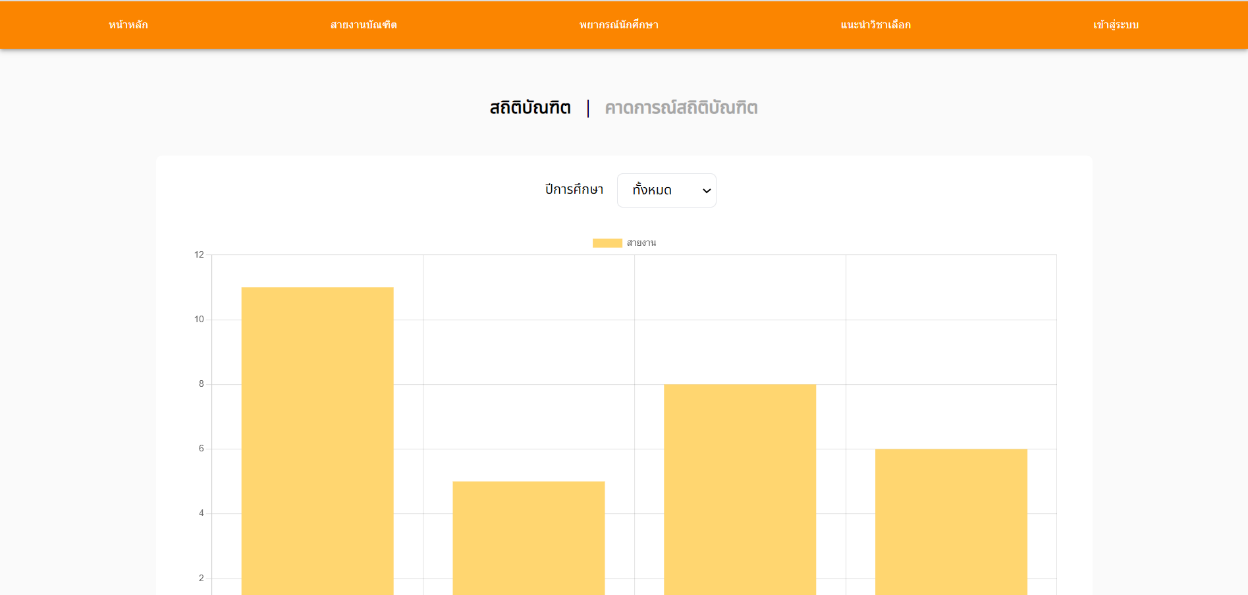 หน้าหลัก สายงานบัณฑิต พยากรณ์นักศึกษา แนะนำวิชาเลือก เข้าสู่ระบบ
สถิติบัณฑิต | คาดการณ์สถิติบัณฑิต
ปีการศึกษา ทั้งหมด
สายงาน
12
10
8
6
4
2